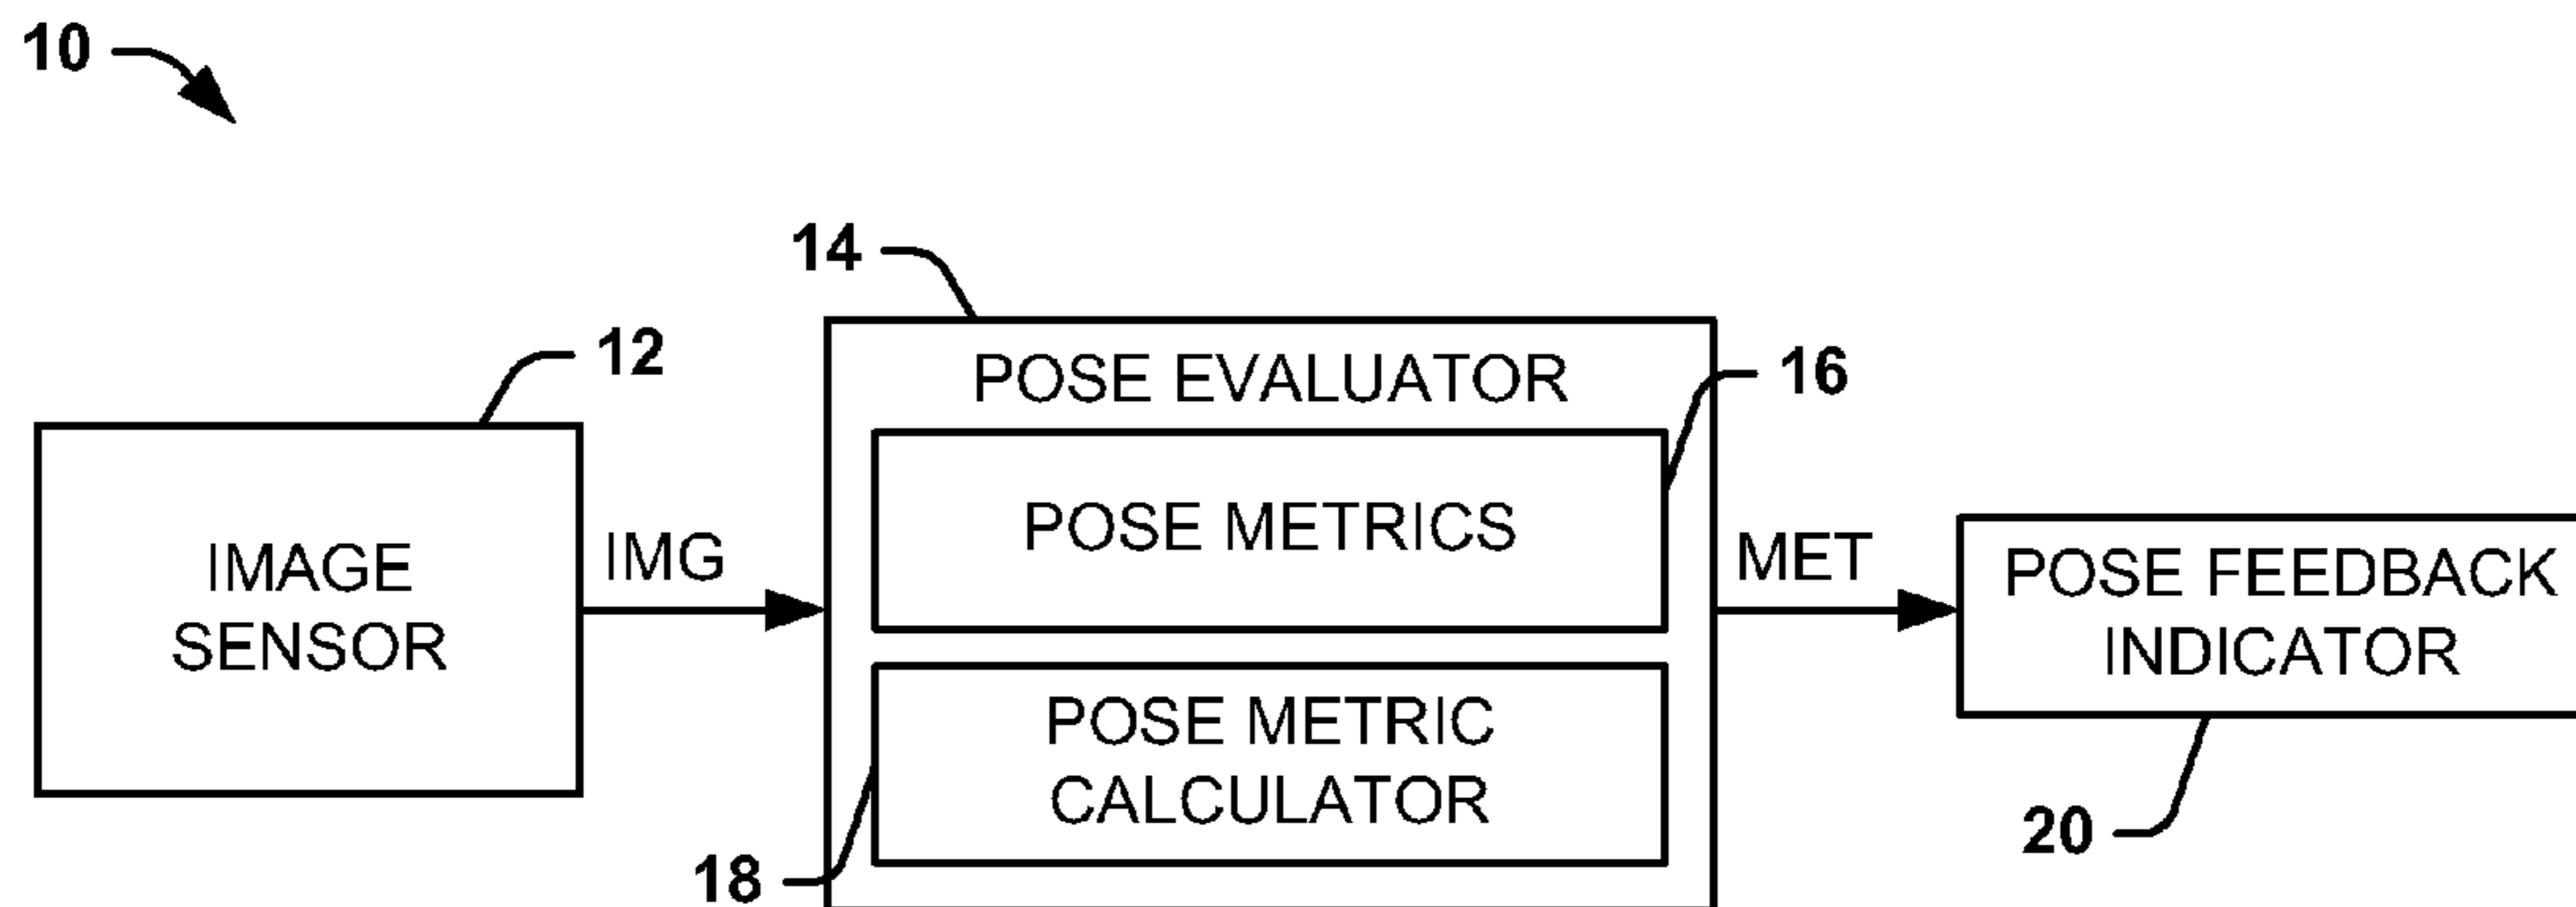 10
14
12
POSE EVALUATOR
16
POSE METRICS
IMAGE
SENSOR
IMG
MET
POSE FEEDBACK
INDICATOR
POSE METRIC
CALCULATOR
18
20